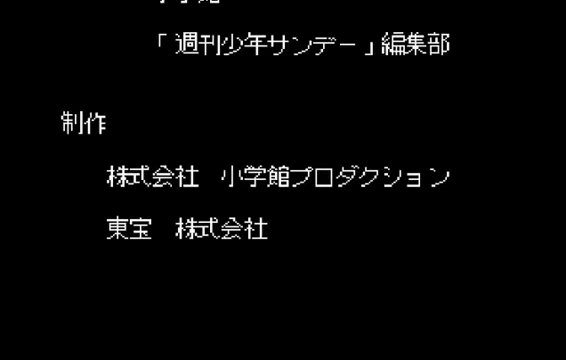 「週刊少年サンデー」編集部
制作
株式会社　小学館プロダクション
東宝　株式会社